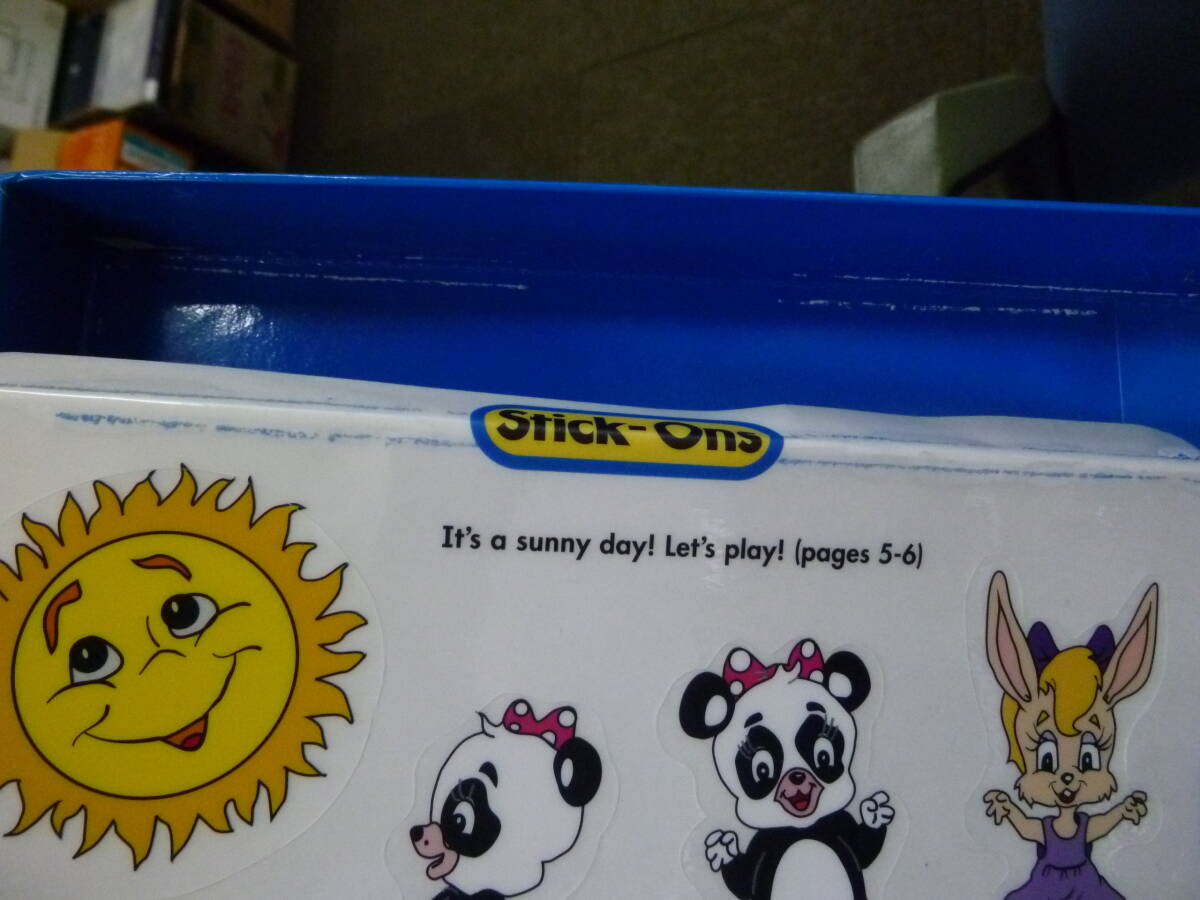 Stick-Ons
It's a sunny day! Let's play! (pages 5-6)